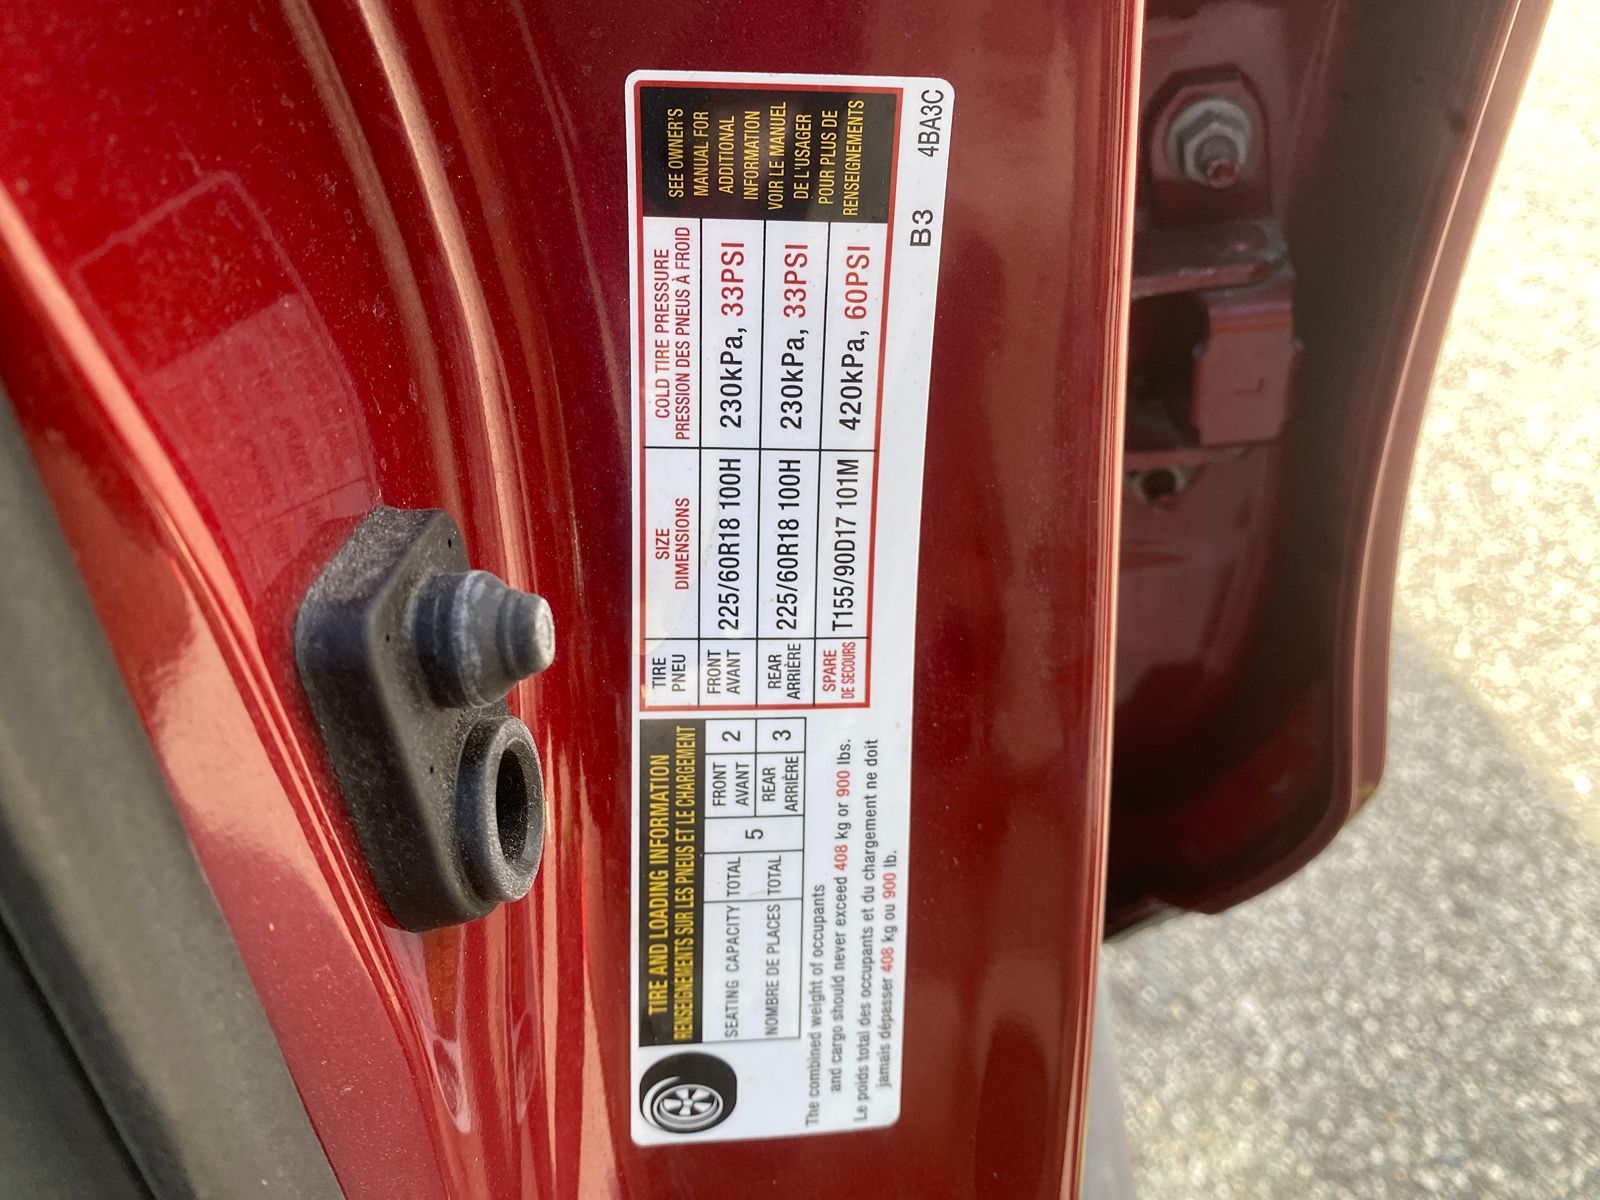 TIRE AND LOADING INFORMATION
RENSEIGNEMENTS SUR LES PNEUS ET LE CHARGEMENT
SEATING CAPACITY
NOMBRE DE PLACES
TOTAL
TOTAL
5
FRONT
AVANT
2
REAR
ARRIÈRE
3
The combined weight of occupants
and cargo should never exceed 408 kg or 900 lbs.
Le poids total des occupants et du chargement ne doit
jamais dépasser 408 kg ou 900 lb.
TIRE
PNEU
SIZE
DIMENSIONS
COLD TIRE PRESSURE
PRESSION DES PNEUS À FROID
FRONT
AVANT
225/60R18 100H
230kPa, 33PSI
REAR
ARRIÈRE
225/60R18 100H
230kPa, 33PSI
SPARE
DE SECOURS
T155/90D17 101M
420kPa, 60PSI
SEE OWNER'S
MANUAL FOR
ADDITIONAL
INFORMATION
VOIR LE MANUEL
DE L'USAGER
POUR PLUS DE
RENSEIGNEMENTS
B3 4BA3C
L